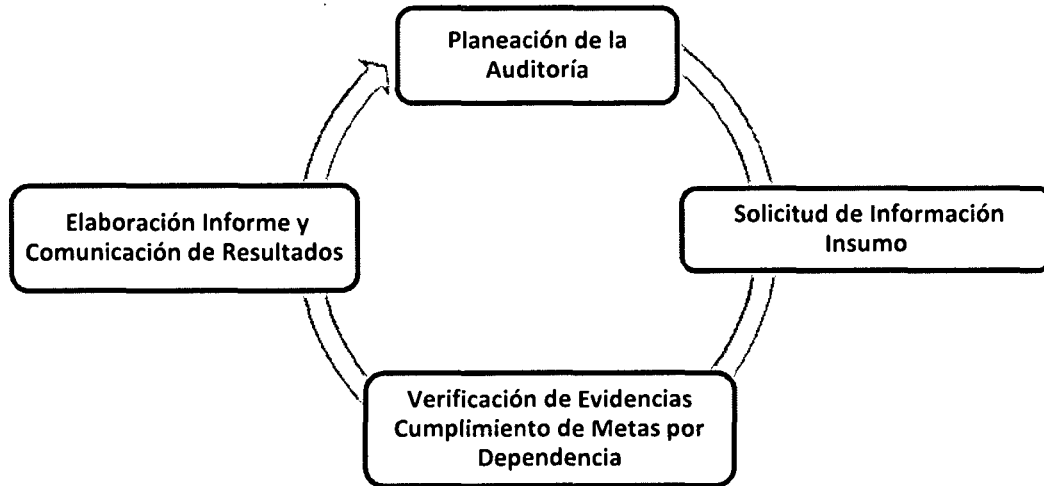 Planeación de la
Auditoría
Solicitud de Información
Insumo
Verificación de Evidencias
Cumplimiento de Metas por
Dependencia
Elaboración Informe y
Comunicación de Resultados